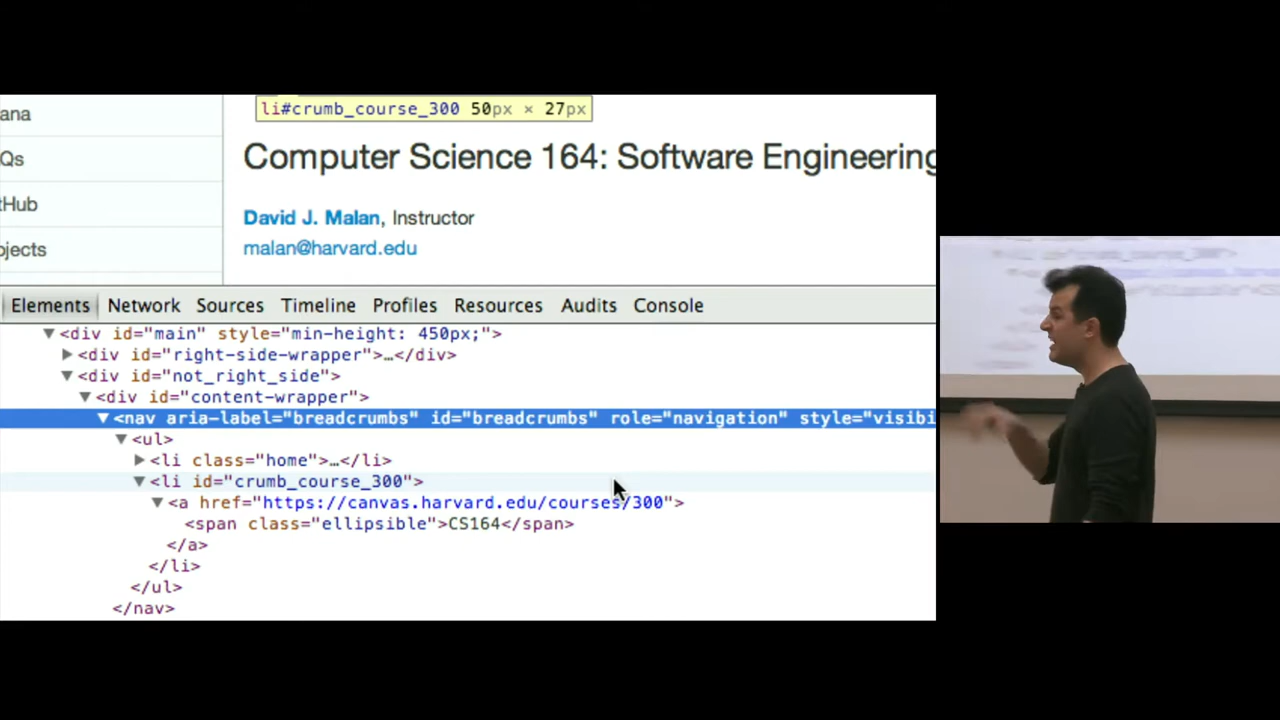 li#crumb_course_300 50px × 27px
ana
Computer Science 164: Software Engineering
Qs
tHub
David J. Malan, Instructor
ojects
malan@harvard.edu
Elements Network Sources Timeline Profiles Resources Audits Console
▼<div id="main" style="min-height: 450px;">
▶<div id="right-side-wrapper">…</div>
▼<div id="not_right_side">
▼<div id="content-wrapper">
▼<nav aria-label="breadcrumbs" id="breadcrumbs" role="navigation" style="visibi
▼<ul>
▶<li class="home">…</li>
▼<li id="crumb_course_300">
▼<a href="https://canvas.harvard.edu/courses/300">
<span class="ellipsible">CS164</span>
</a>
</li>
</ul>
</nav>